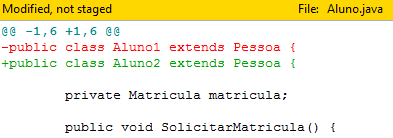 Modified, not staged File: Aluno.java
@@ -1,6 +1,6 @@
-public class Aluno1 extends Pessoa {
+public class Aluno2 extends Pessoa {
private Matricula matricula;
public void SolicitarMatricula() {